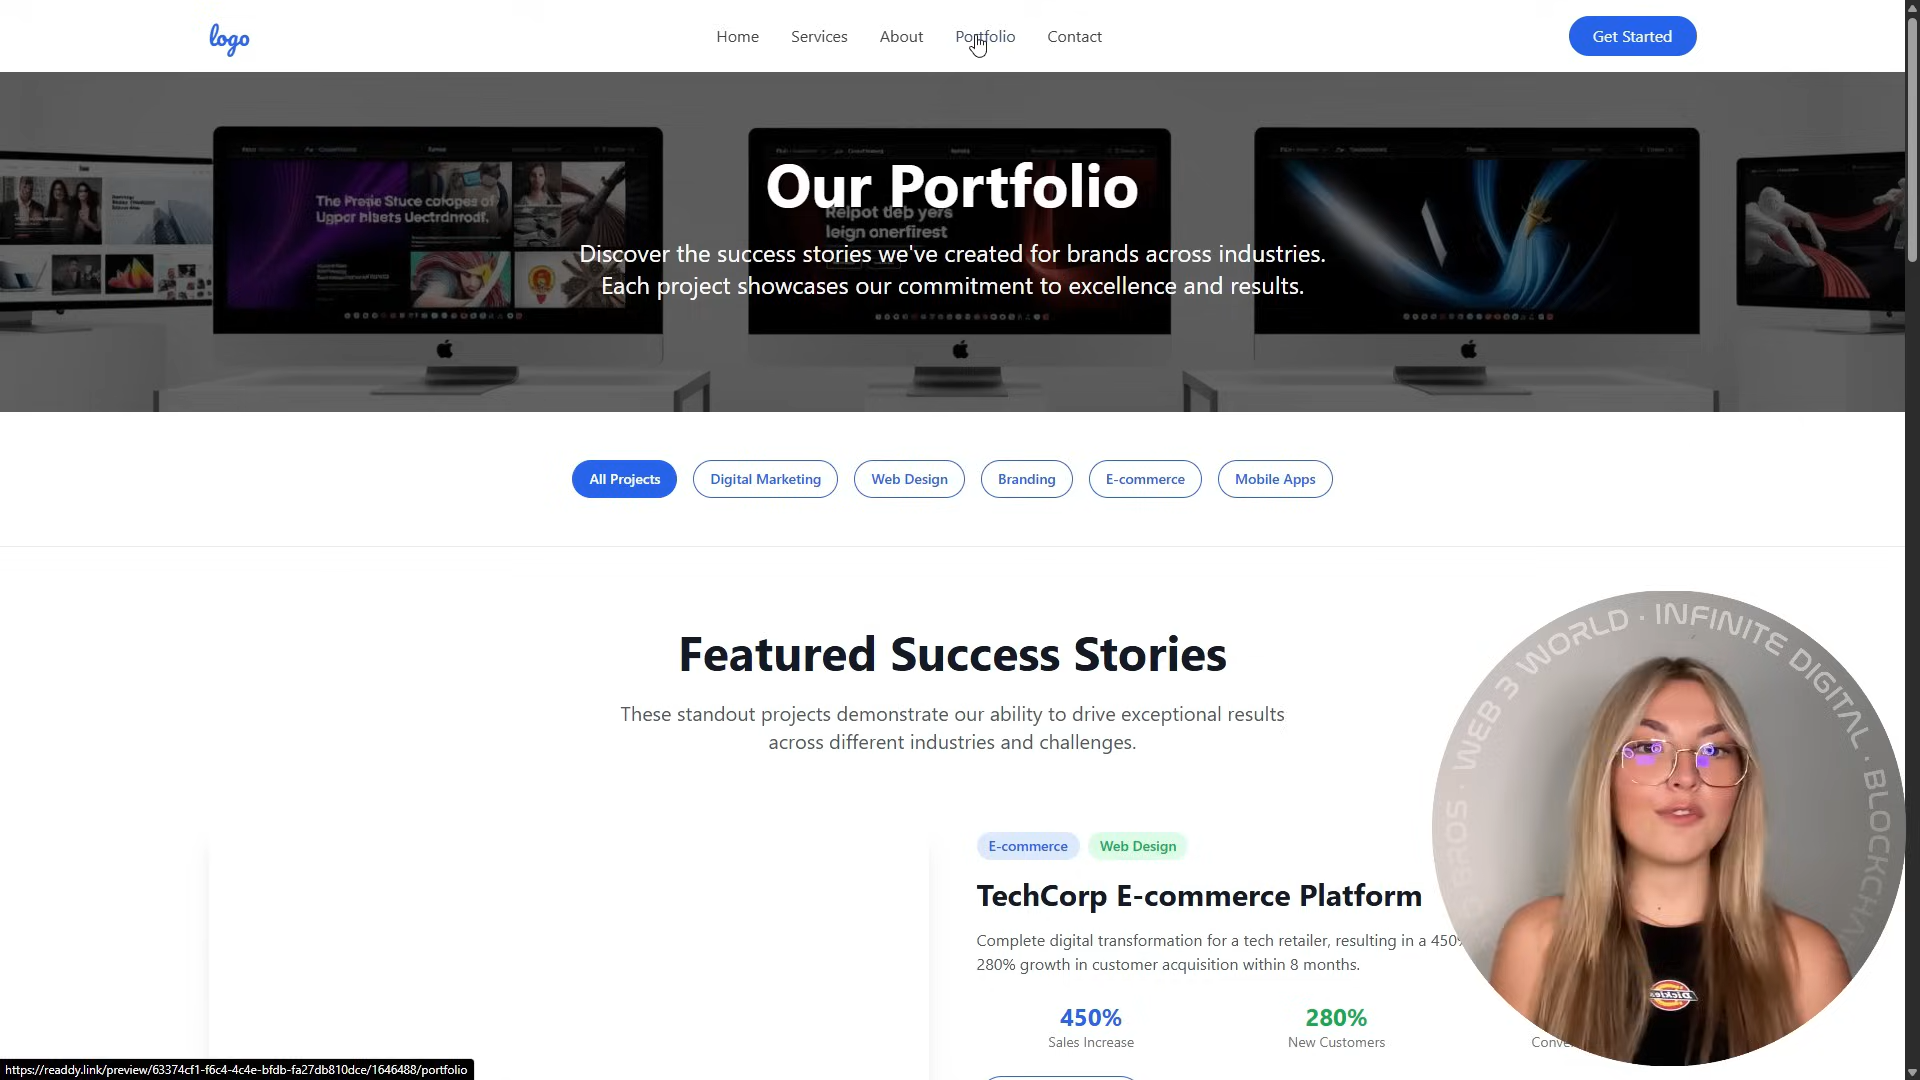 logo
Home
Services
About
Portfolio
Contact
Get Started
Our Portfolio
Discover the success stories we've created for brands across industries.
Each project showcases our commitment to excellence and results.
All Projects
Digital Marketing
Web Design
Branding
E-commerce
Mobile Apps
Featured Success Stories
These standout projects demonstrate our ability to drive exceptional results
across different industries and challenges.
E-commerce
Web Design
TechCorp E-commerce Platform
Complete digital transformation for a tech retailer, resulting in a 450%
280% growth in customer acquisition within 8 months.
450%
Sales Increase
280%
New Customers
BROS · WEB 3 WORLD · INFINITE DIGITAL · BLOCKCHA
Dickies
https://readdy.link/preview/63374cf1-f6c4-4c4e-bfdb-fa27db810dce/1646488/portfolio